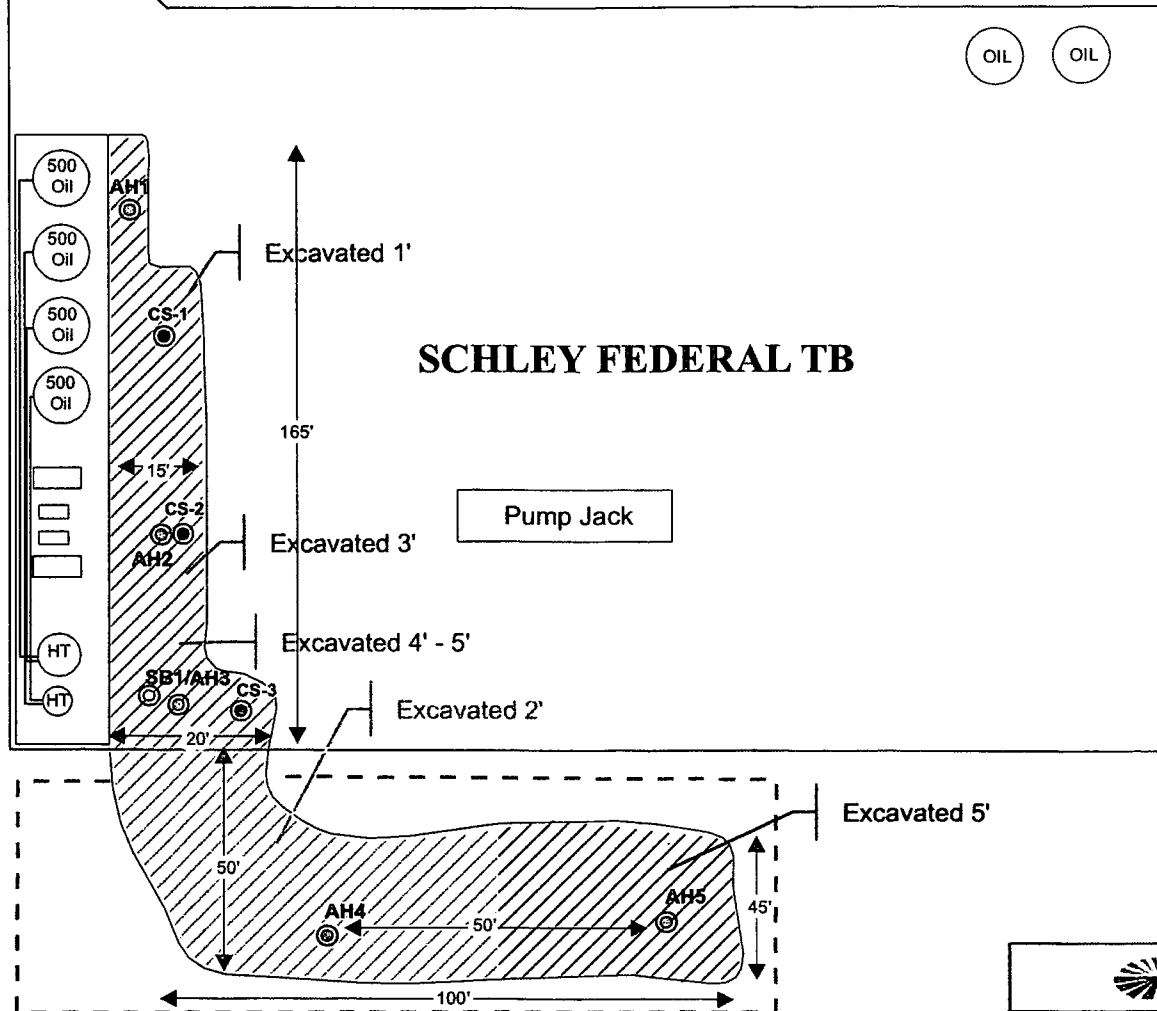 OIL
OIL
500
Oil
AH1
500
Oil
Excavated 1'
500
Oil
CS-1
SCHLEY FEDERAL TB
500
Oil
165'
15'
CS-2
Pump Jack
AH2
Excavated 3'
HT
Excavated 4' - 5'
SB1/AH3
CS-3
HT
Excavated 2'
20'
Excavated 5'
50'
AH4
50'
AH5
45'
100'